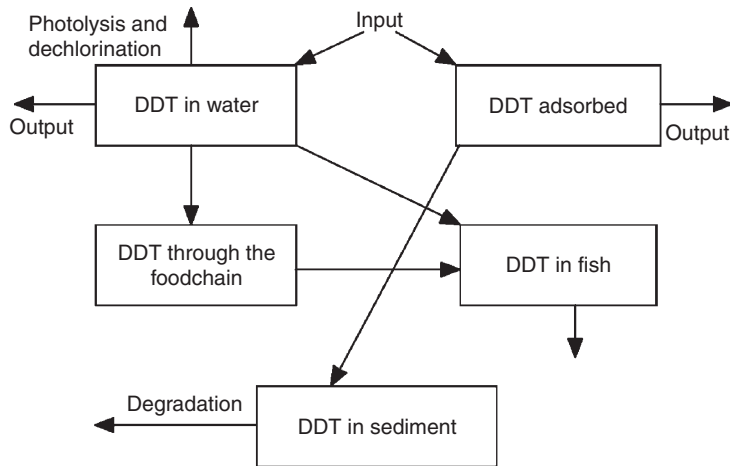 Photolysis and
dechlorination
Input
DDT in water
DDT adsorbed
Output
Output
DDT through the
foodchain
DDT in fish
Degradation
DDT in sediment